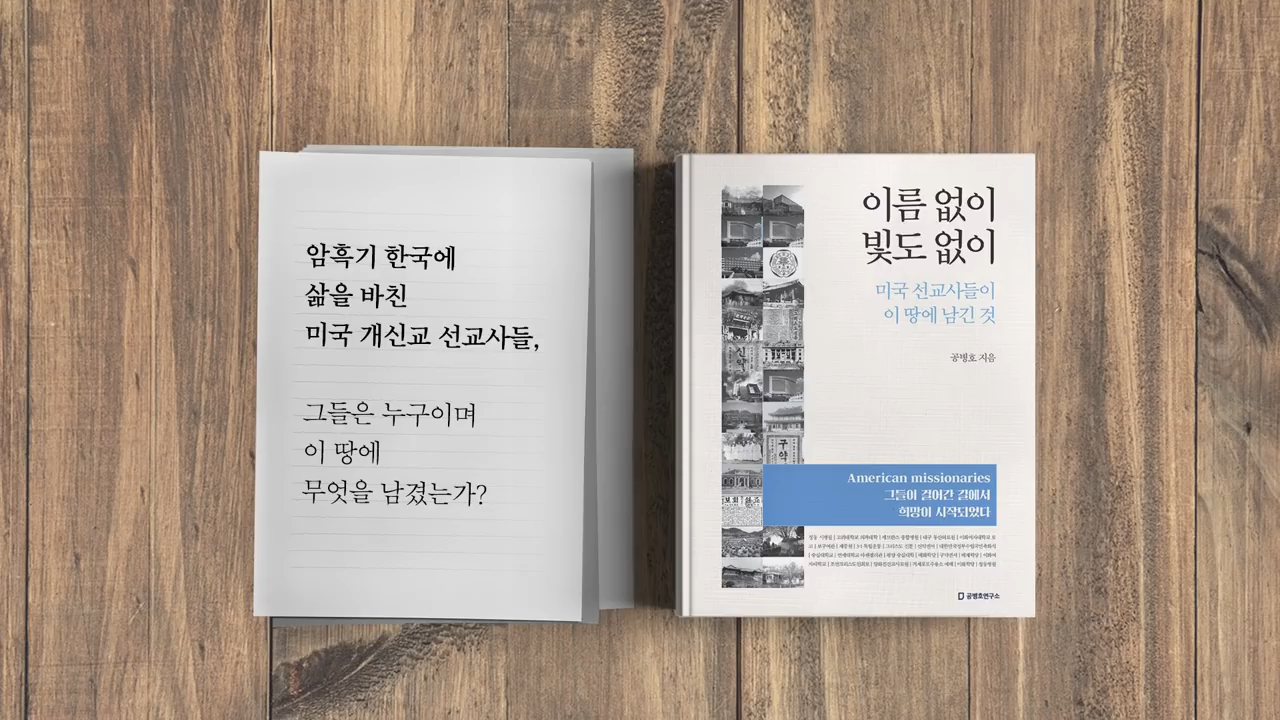 암흑기 한국에
삶을 바친
미국 개신교 선교사들,
그들은 누구이며
이 땅에
무엇을 남겼는가?
이름 없이
빛도 없이
미국 선교사들이
이 땅에 남긴 것
공병호 지음
신약
구약
American missionaries
그들이 걸어간 길에서
희망이 시작되었다
공병호연구소